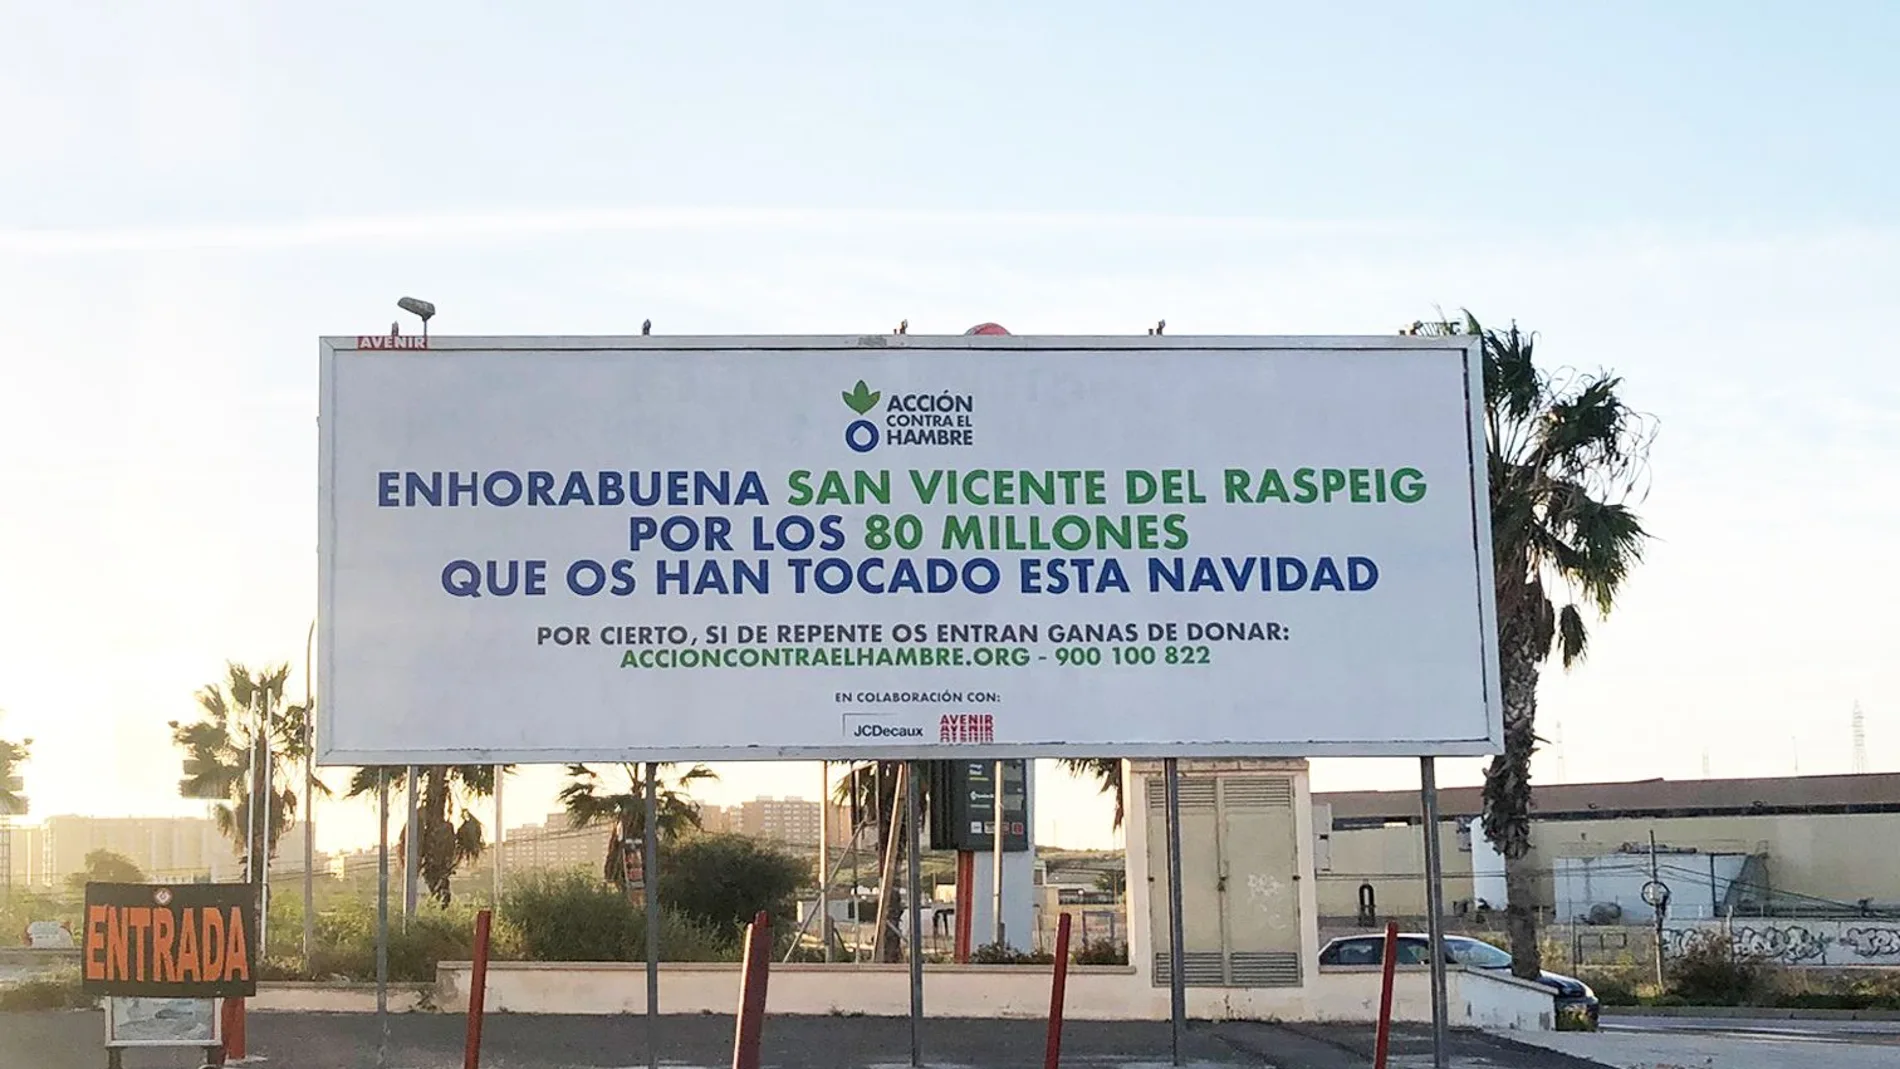 AVENIR
ACCIÓN
CONTRA EL
HAMBRE
ENHORABUENA SAN VICENTE DEL RASPEIG
POR LOS 80 MILLONES
QUE OS HAN TOCADO ESTA NAVIDAD
POR CIERTO, SI DE REPENTE OS ENTRAN GANAS DE DONAR:
ACCIONCONTRAELHAMBRE.ORG - 900 100 822
EN COLABORACIÓN CON:
JCDecaux
AVENIR
AVENIR
AVENIR
ENTRADA